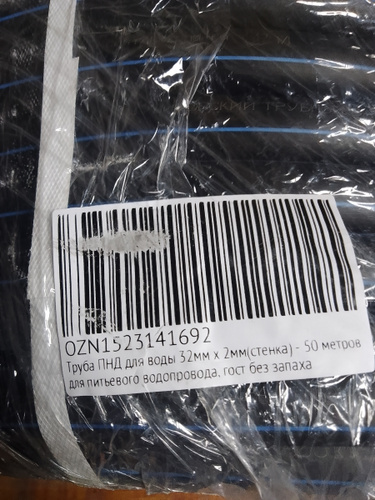 OZN1523141692
Труба ПНД для воды 32мм х 2мм(стенка) - 50 метров
для питьевого водопровода, гост без запаха